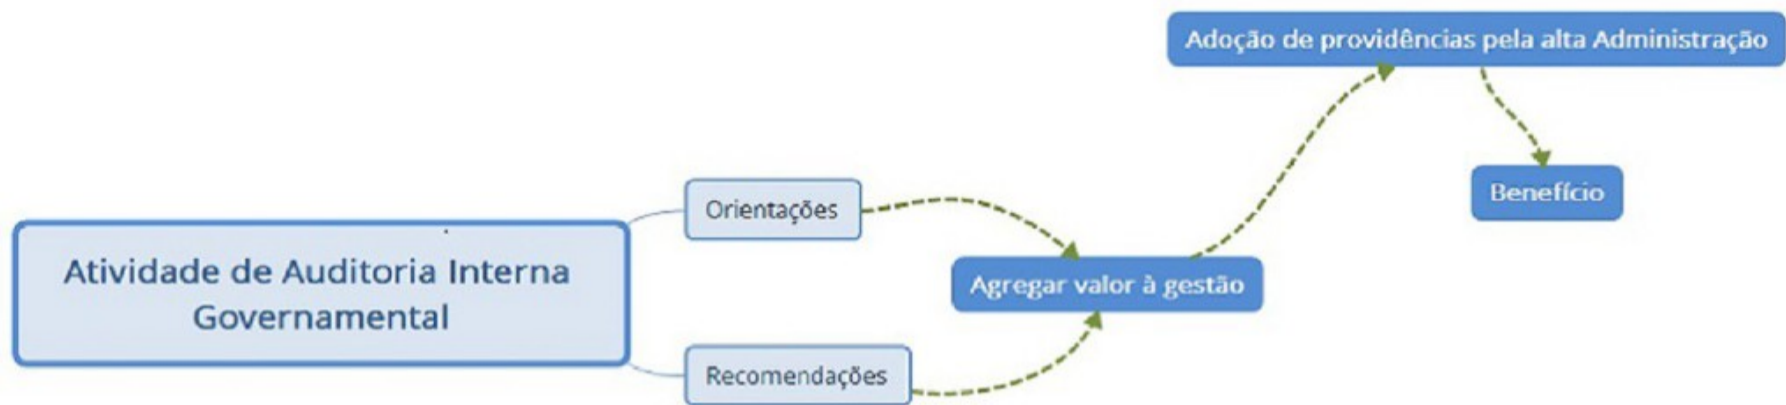 Adoção de providências pela alta Administração
Benefício
Orientações
Atividade de Auditoria Interna
Governamental
Agregar valor à gestão
Recomendações